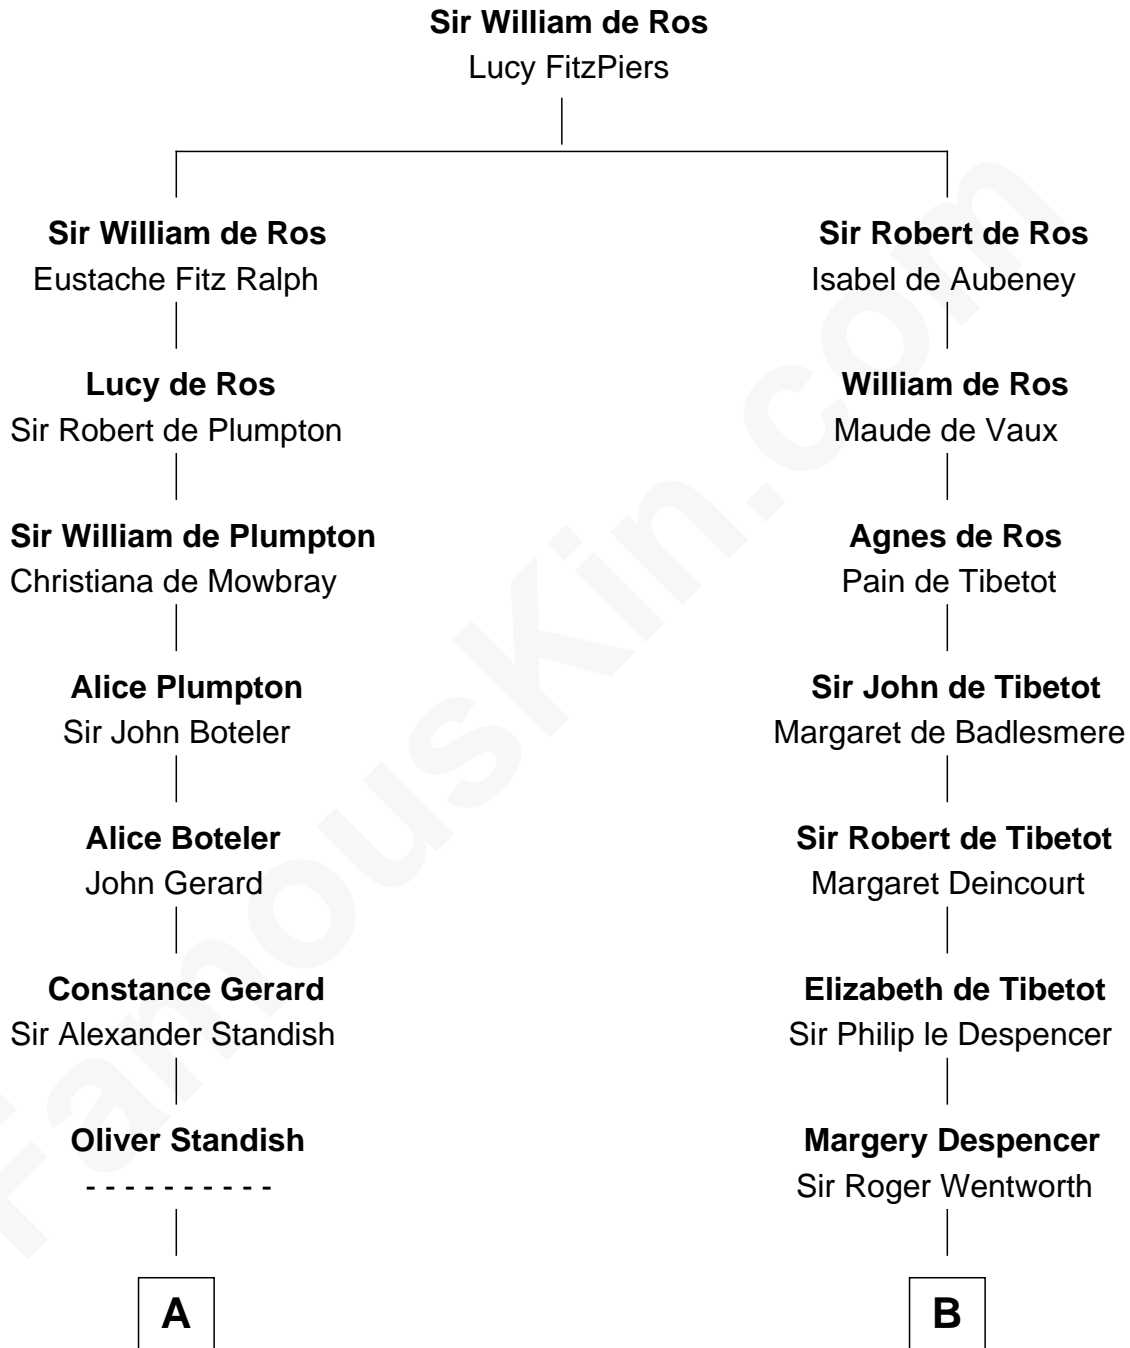 Sir William de Ros
Lucy FitzPiers
Sir William de Ros
Eustache Fitz Ralph
Lucy de Ros
Sir Robert de Plumpton
Sir William de Plumpton
Christiana de Mowbray
Alice Plumpton
Sir John Boteler
Alice Boteler
John Gerard
Constance Gerard
Sir Alexander Standish
Oliver Standish
- - - - - - - - - -
A
Sir Robert de Ros
Isabel de Aubeney
William de Ros
Maude de Vaux
Agnes de Ros
Pain de Tibetot
Sir John de Tibetot
Margaret de Badlesmere
Sir Robert de Tibetot
Margaret Deincourt
Elizabeth de Tibetot
Sir Philip le Despencer
Margery Despencer
Sir Roger Wentworth
B
FamousKin.com